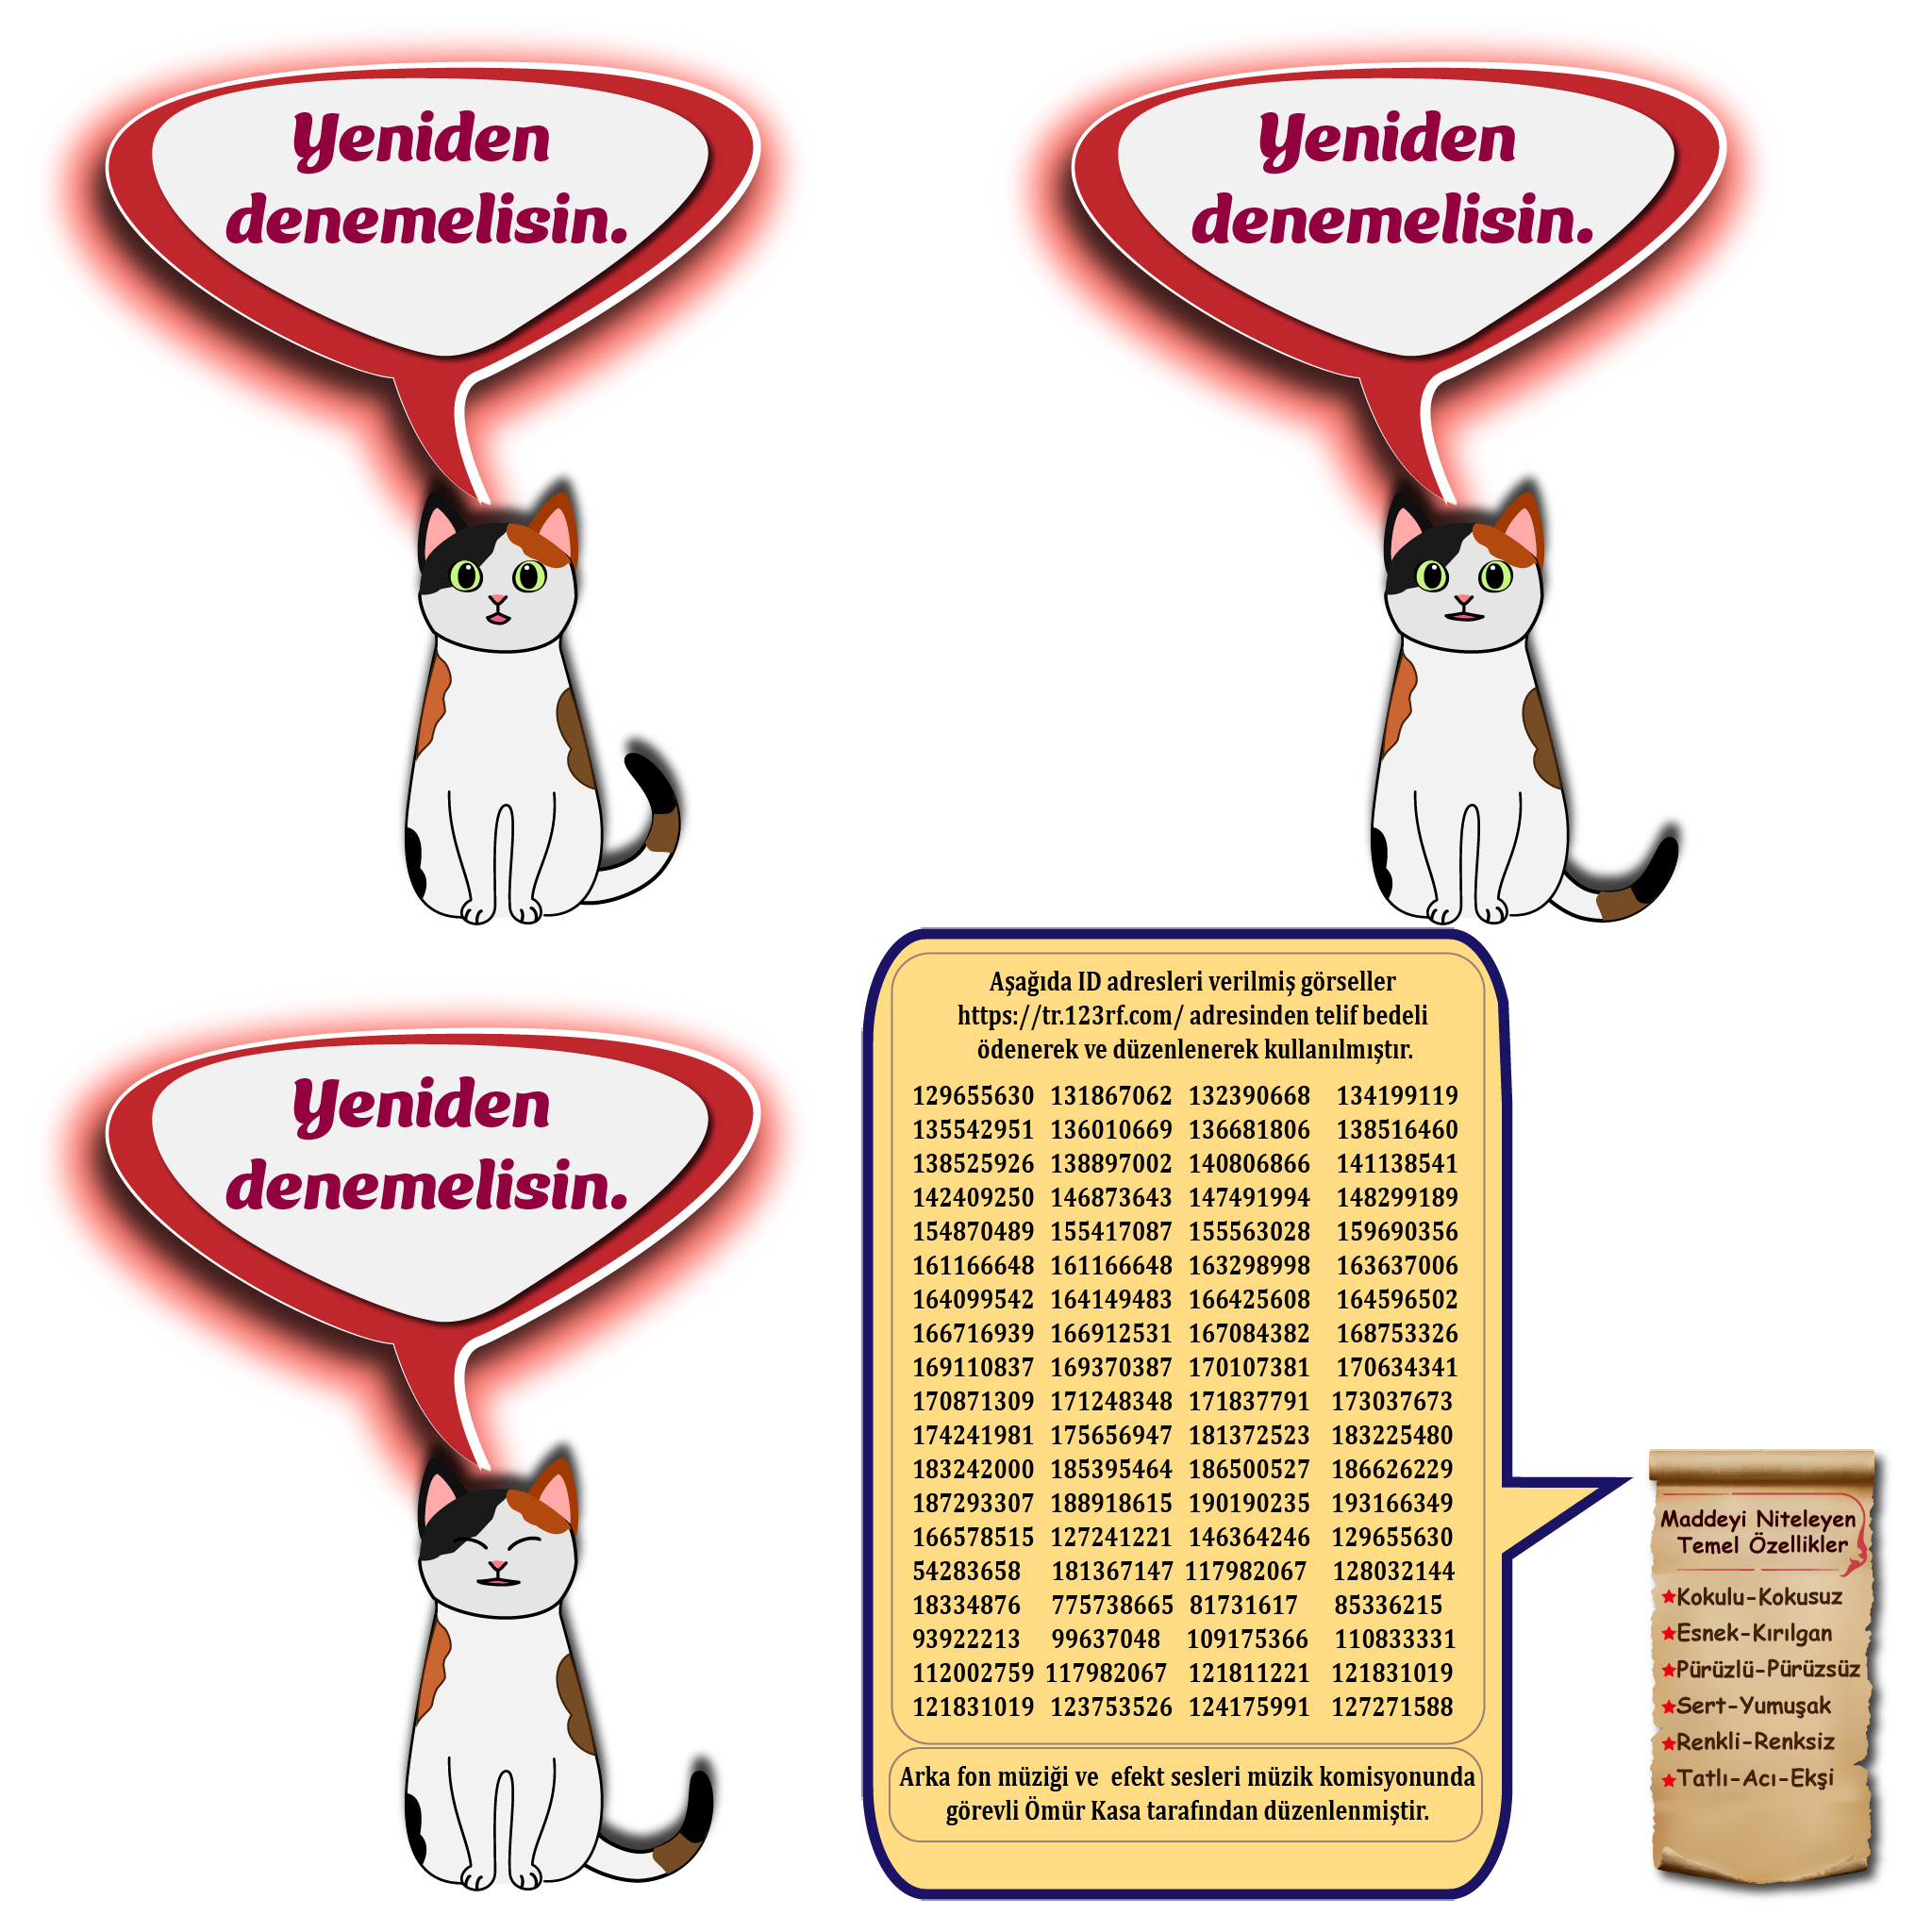 Yeniden
denemelisin.
Yeniden
denemelisin.
Yeniden
denemelisin.
Aşağıda ID adresleri verilmiş görseller
https://tr.123rf.com/ adresinden telif bedeli
ödenerek ve düzenlenerek kullanılmıştır.
129655630 131867062 132390668 134199119
135542951 136010669 136681806 138516460
138525926 138897002 140806866 141138541
142409250 146873643 147491994 148299189
154870489 155417087 155563028 159690356
161166648 161166648 163298998 163637006
164099542 164149483 166425608 164596502
166716939 166912531 167084382 168753326
169110837 169370387 170107381 170634341
170871309 171248348 171837791 173037673
174241981 175656947 181372523 183225480
183242000 185395464 186500527 186626229
187293307 188918615 190190235 193166349
166578515 127241221 146364246 129655630
54283658 181367147 117982067 128032144
18334876 775738665 81731617 85336215
93922213 99637048 109175366 110833331
112002759 117982067 121811221 121831019
121831019 123753526 124175991 127271588
Arka fon müziği ve efekt sesleri müzik komisyonunda
görevli Ömür Kasa tarafından düzenlenmiştir.
Maddeyi Niteleyen
Temel Özellikler
Kokulu-Kokusuz
Esnek-Kırılgan
Pürüzlü-Pürüzsüz
Sert-Yumuşak
Renkli-Renksiz
Tatlı-Acı-Ekşi